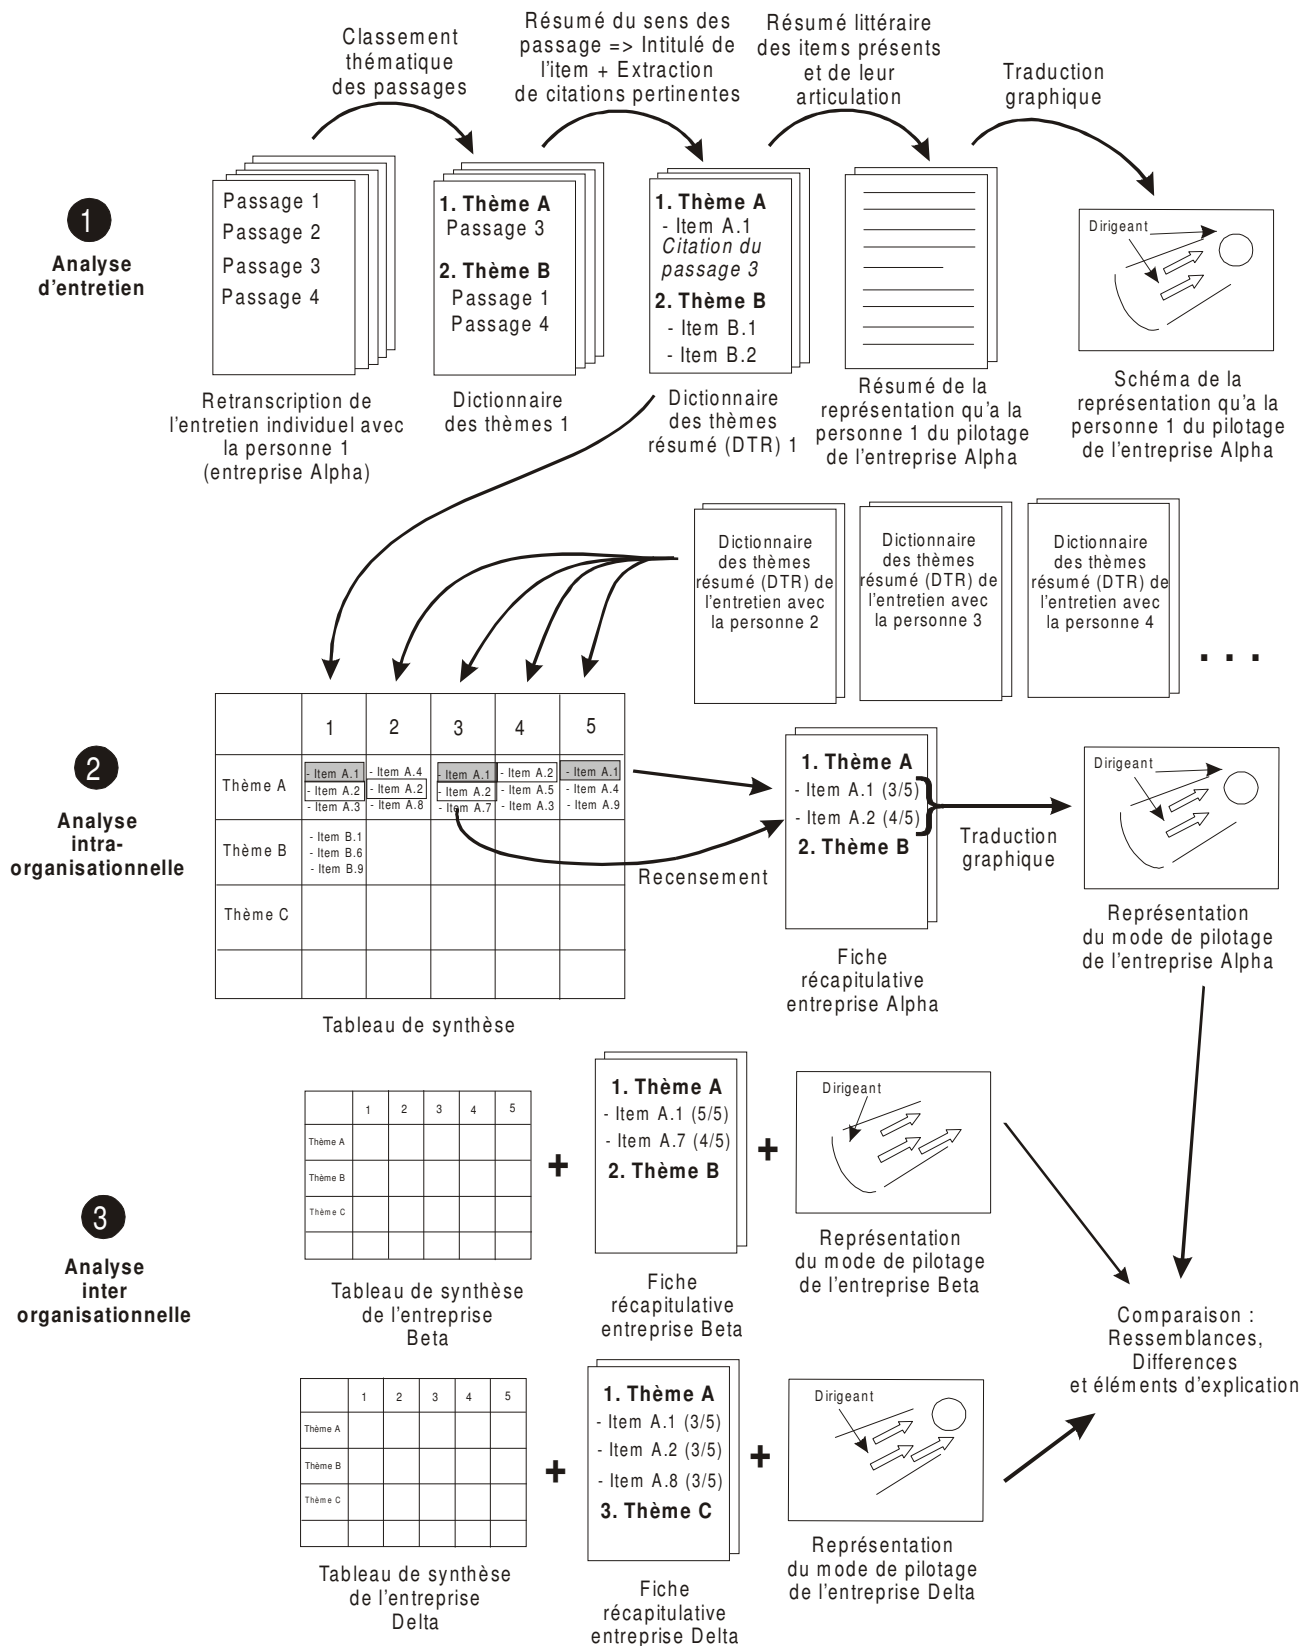 Classement
thématique
des passages
Résumé du sens des
passage => Intitulé de
l'item + Extraction
de citations pertinentes
Résumé littéraire
des items présents
et de leur
articulation
Traduction
graphique
1
Analyse
d'entretien
Passage 1
Passage 2
Passage 3
Passage 4
1. Thème A
Passage 3
2. Thème B
Passage 1
Passage 4
1. Thème A
- Item A.1
Citation du
passage 3
2. Thème B
- Item B.1
- Item B.2
Dirigeant
Retranscription de
l'entretien individuel avec
la personne 1
(entreprise Alpha)
Dictionnaire
des thèmes 1
Dictionnaire
des thèmes
résumé (DTR) 1
Résumé de la
représentation qu'a la
personne 1 du pilotage
de l'entreprise Alpha
Schéma de la
représentation qu'a la
personne 1 du pilotage
de l'entreprise Alpha
Dictionnaire
des thèmes
résumé (DTR) de
l'entretien avec
la personne 2
Dictionnaire
des thèmes
résumé (DTR) de
l'entretien avec
la personne 3
Dictionnaire
des thèmes
résumé (DTR) de
l'entretien avec
la personne 4
. . .
2
Analyse
intra-
organisationnelle
1 2 3 4 5
Thème A
- Item A.1
- Item A.2
- Item A.3
- Item A.4
- Item A.2
- Item A.8
- Item A.1
- Item A.2
- Item A.7
- Item A.2
- Item A.5
- Item A.3
- Item A.1
- Item A.4
- Item A.9
Thème B
- Item B.1
- Item B.6
- Item B.9
Thème C
Tableau de synthèse
Recensement
1. Thème A
- Item A.1 (3/5)
- Item A.2 (4/5)
2. Thème B
Fiche
récapitulative
entreprise Alpha
Traduction
graphique
Dirigeant
Représentation
du mode de pilotage
de l'entreprise Alpha
3
Analyse
inter
organisationnelle
1 2 3 4 5
Thème A
Thème B
Thème C
Tableau de synthèse
de l'entreprise
Beta
+
1. Thème A
- Item A.1 (5/5)
- Item A.7 (4/5)
2. Thème B
Fiche
récapitulative
entreprise Beta
+
Dirigeant
Représentation
du mode de pilotage
de l'entreprise Beta
Comparaison :
Ressemblances,
Differences
et éléments d'explication
1 2 3 4 5
Thème A
Thème B
Thème C
Tableau de synthèse
de l'entreprise
Delta
+
1. Thème A
- Item A.1 (3/5)
- Item A.2 (3/5)
- Item A.8 (3/5)
3. Thème C
Fiche
récapitulative
entreprise Delta
+
Dirigeant
Représentation
du mode de pilotage
de l'entreprise Delta